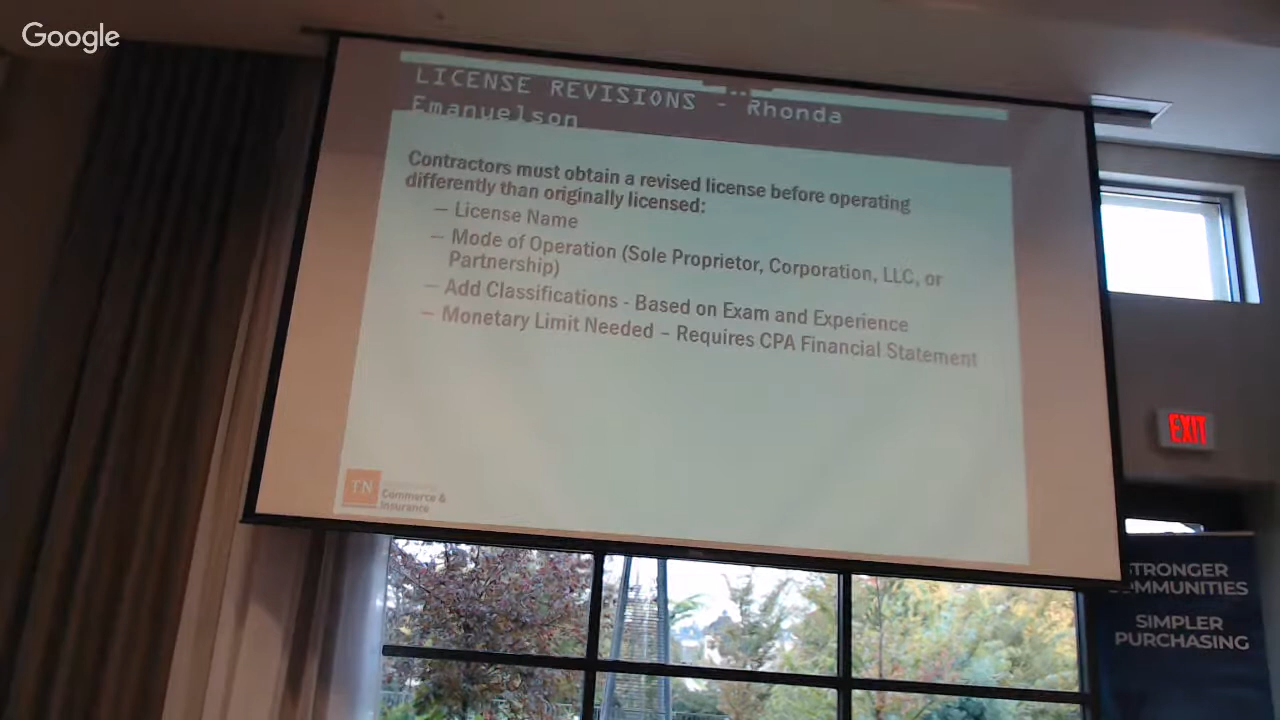 Google
LICENSE REVISIONS - Rhonda
Emanuelson
Contractors must obtain a revised license before operating
differently than originally licensed:
– License Name
– Mode of Operation (Sole Proprietor, Corporation, LLC, or
Partnership)
– Add Classifications - Based on Exam and Experience
– Monetary Limit Needed – Requires CPA Financial Statement
TN
Commerce &
Insurance
EXIT
STRONGER
COMMUNITIES
SIMPLER
PURCHASING